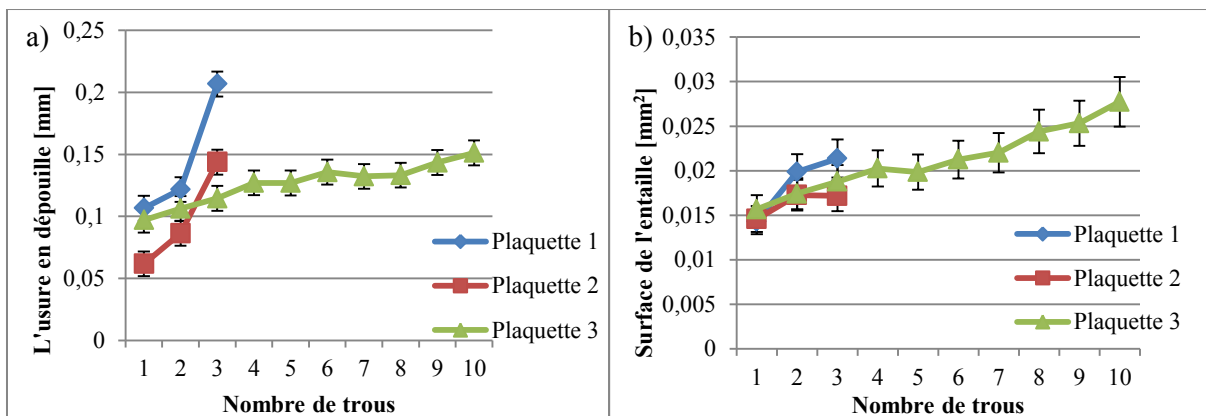 a)
L'usure en dépouille [mm]
0,25
0,2
0,15
0,1
0,05
0
1 2 3 4 5 6 7 8 9 10
Nombre de trous
Plaquette 1
Plaquette 2
Plaquette 3
b)
Surface de l'entaille [mm²]
0,035
0,03
0,025
0,02
0,015
0,01
0,005
0
1 2 3 4 5 6 7 8 9 10
Nombre de trous
Plaquette 1
Plaquette 2
Plaquette 3